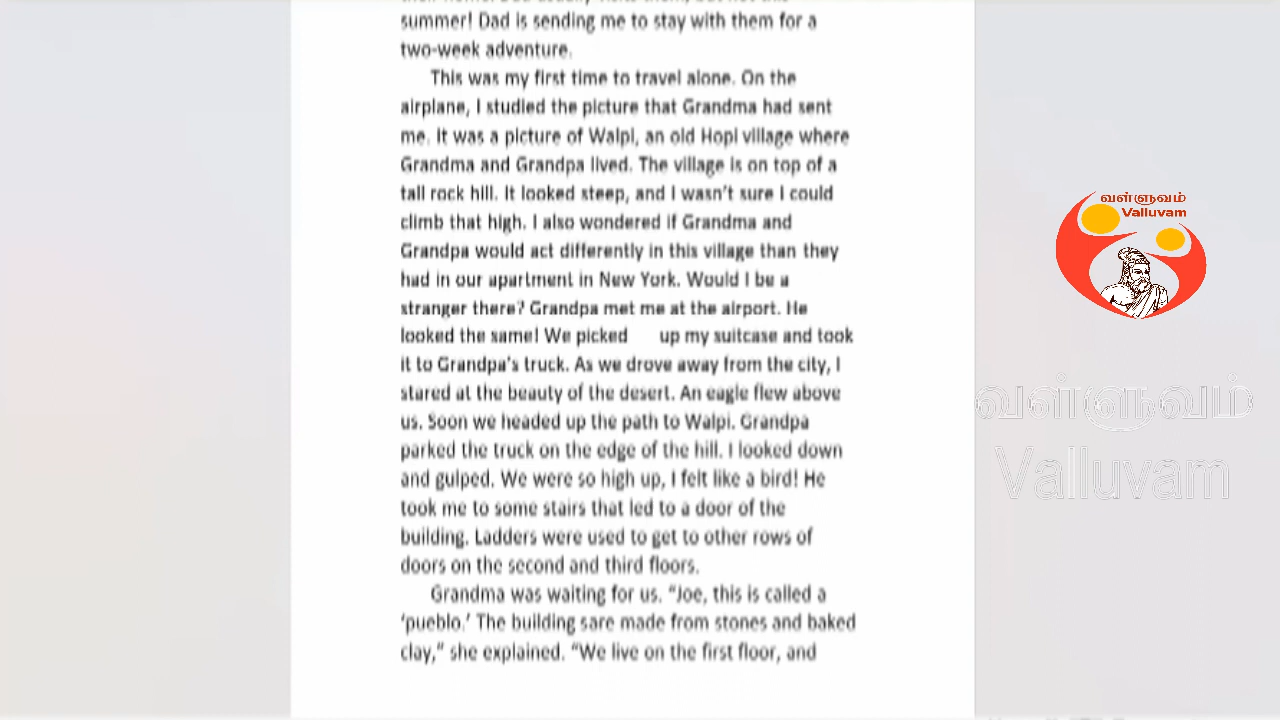 summer! Dad is sending me to stay with them for a
two-week adventure.
This was my first time to travel alone. On the
airplane, I studied the picture that Grandma had sent
me. It was a picture of Walpi, an old Hopi village where
Grandma and Grandpa lived. The village is on top of a
tall rock hill. It looked steep, and I wasn't sure I could
climb that high. I also wondered if Grandma and
Grandpa would act differently in this village than they
had in our apartment in New York. Would I be a
stranger there? Grandpa met me at the airport. He
looked the same! We picked up my suitcase and took
it to Grandpa's truck. As we drove away from the city, I
stared at the beauty of the desert. An eagle flew above
us. Soon we headed up the path to Walpi. Grandpa
parked the truck on the edge of the hill. I looked down
and gulped. We were so high up, I felt like a bird! He
took me to some stairs that led to a door of the
building. Ladders were used to get to other rows of
doors on the second and third floors.
Grandma was waiting for us. "Joe, this is called a
'pueblo.' The building sare made from stones and baked
clay," she explained. "We live on the first floor, and
வள்ளுவம்
Valluvam
வள்ளுவம்
Valluvam